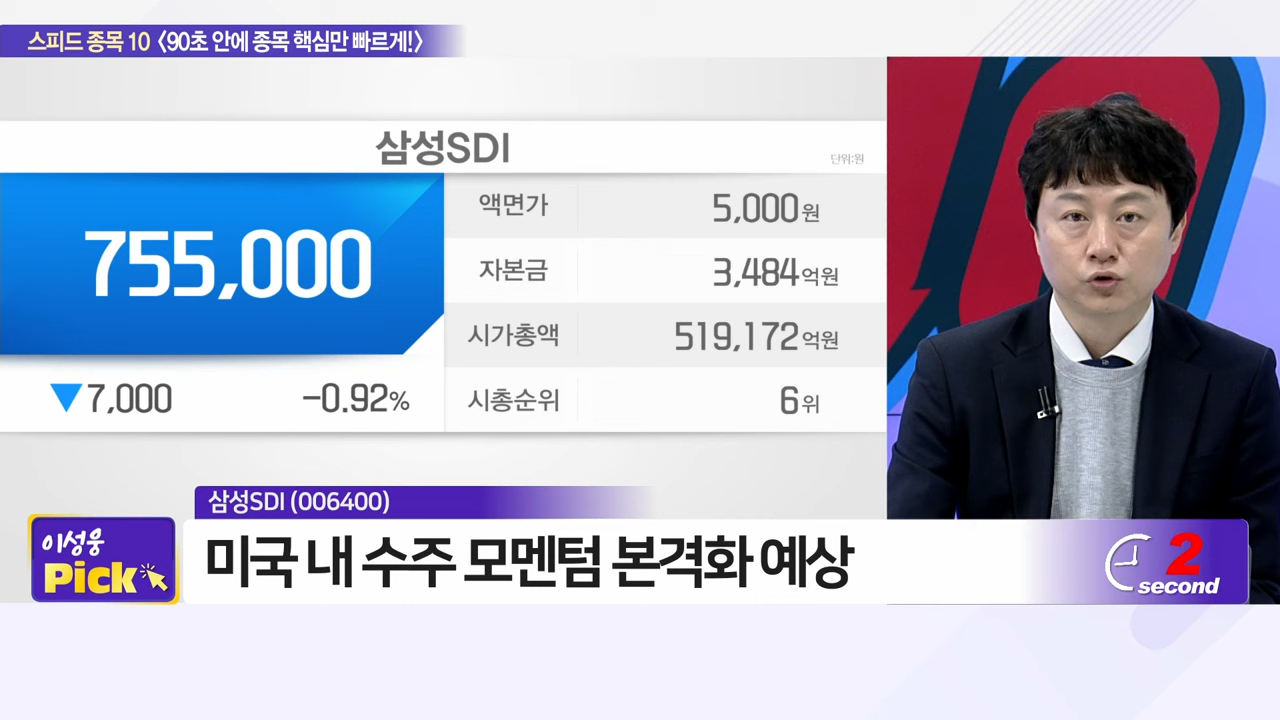 스피드 종목 10 〈90초 안에 종목 핵심만 빠르게!〉
삼성SDI
단위:원
755,000
▼7,000 -0.92%
액면가 5,000원
자본금 3,484억원
시가총액 519,172억원
시총순위 6위
삼성SDI (006400)
이성웅
Pick
미국 내 수주 모멘텀 본격화 예상
2
second